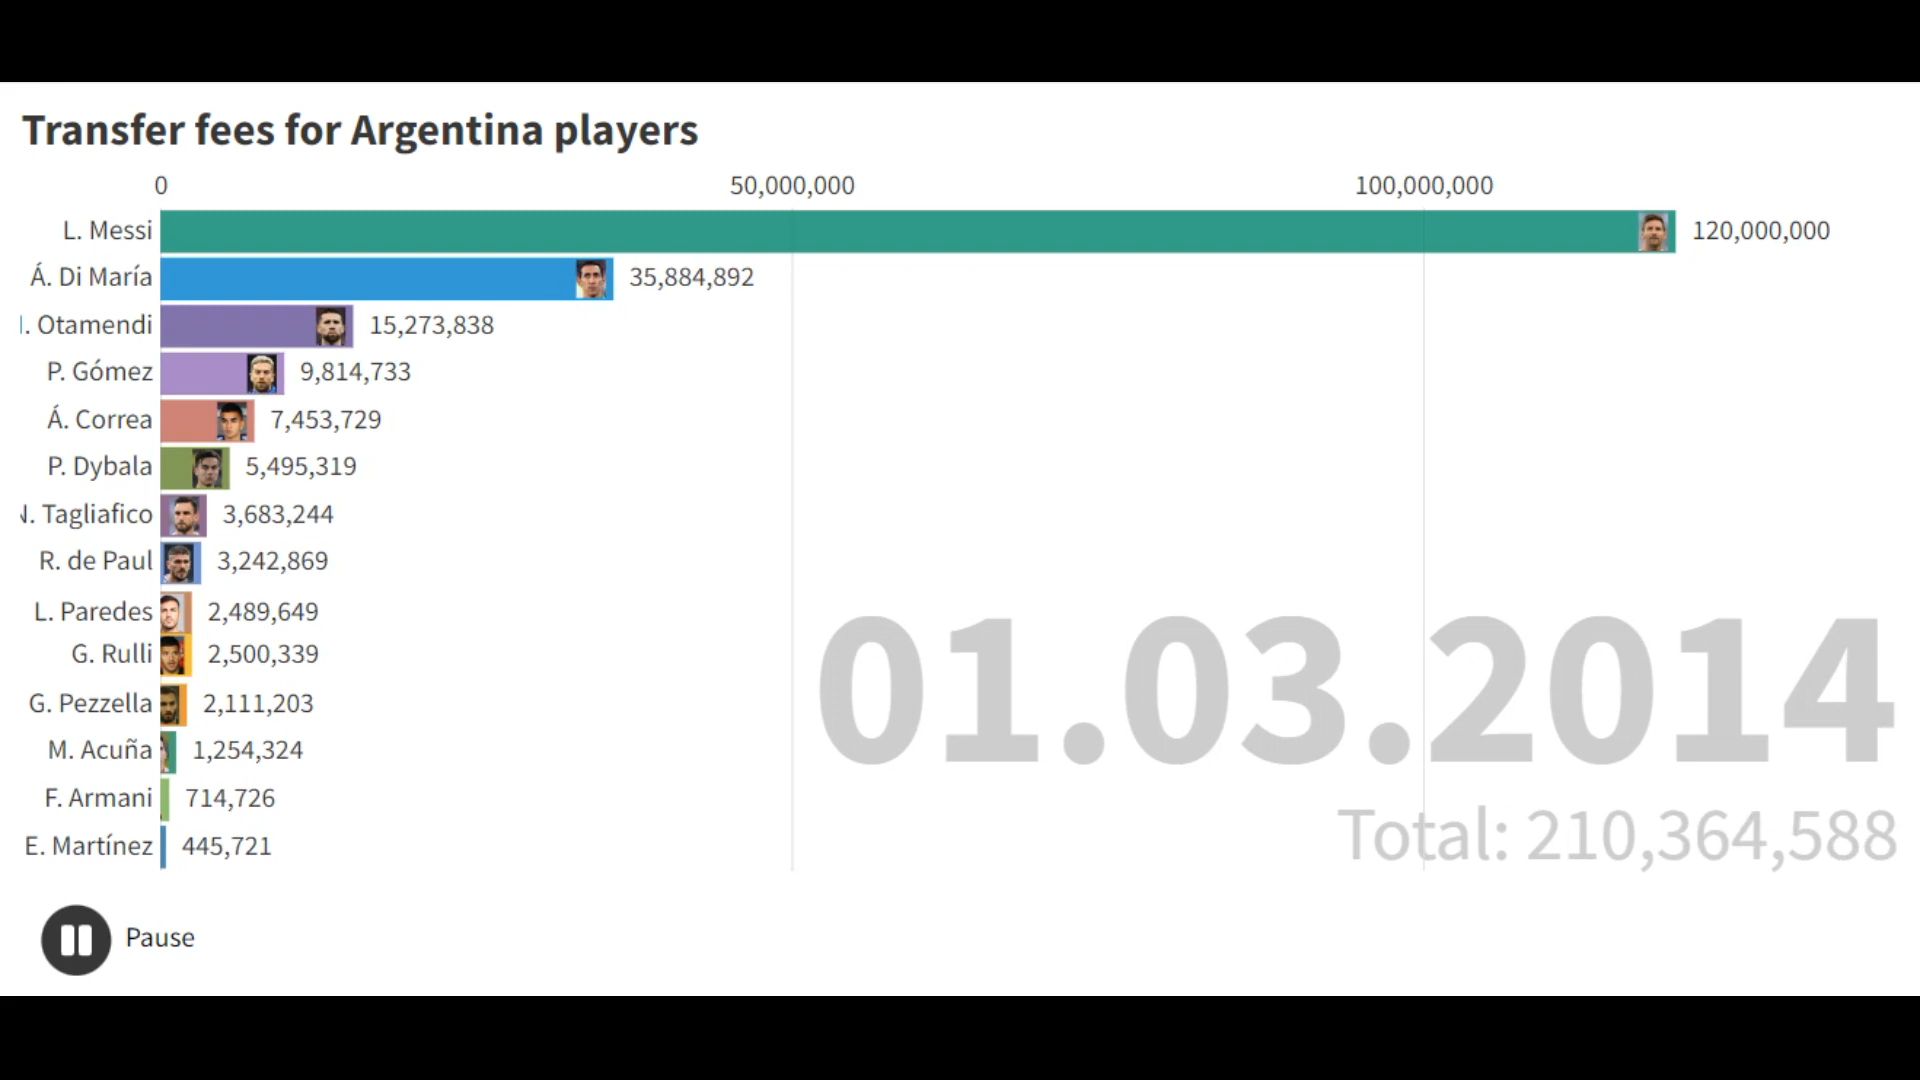 Transfer fees for Argentina players
0 50,000,000 100,000,000
L. Messi 120,000,000
Á. Di María 35,884,892
. Otamendi 15,273,838
P. Gómez 9,814,733
Á. Correa 7,453,729
P. Dybala 5,495,319
N. Tagliafico 3,683,244
R. de Paul 3,242,869
L. Paredes 2,489,649
G. Rulli 2,500,339
G. Pezzella 2,111,203
M. Acuña 1,254,324
F. Armani 714,726
E. Martínez 445,721
01.03.2014
Total: 210,364,588
Pause